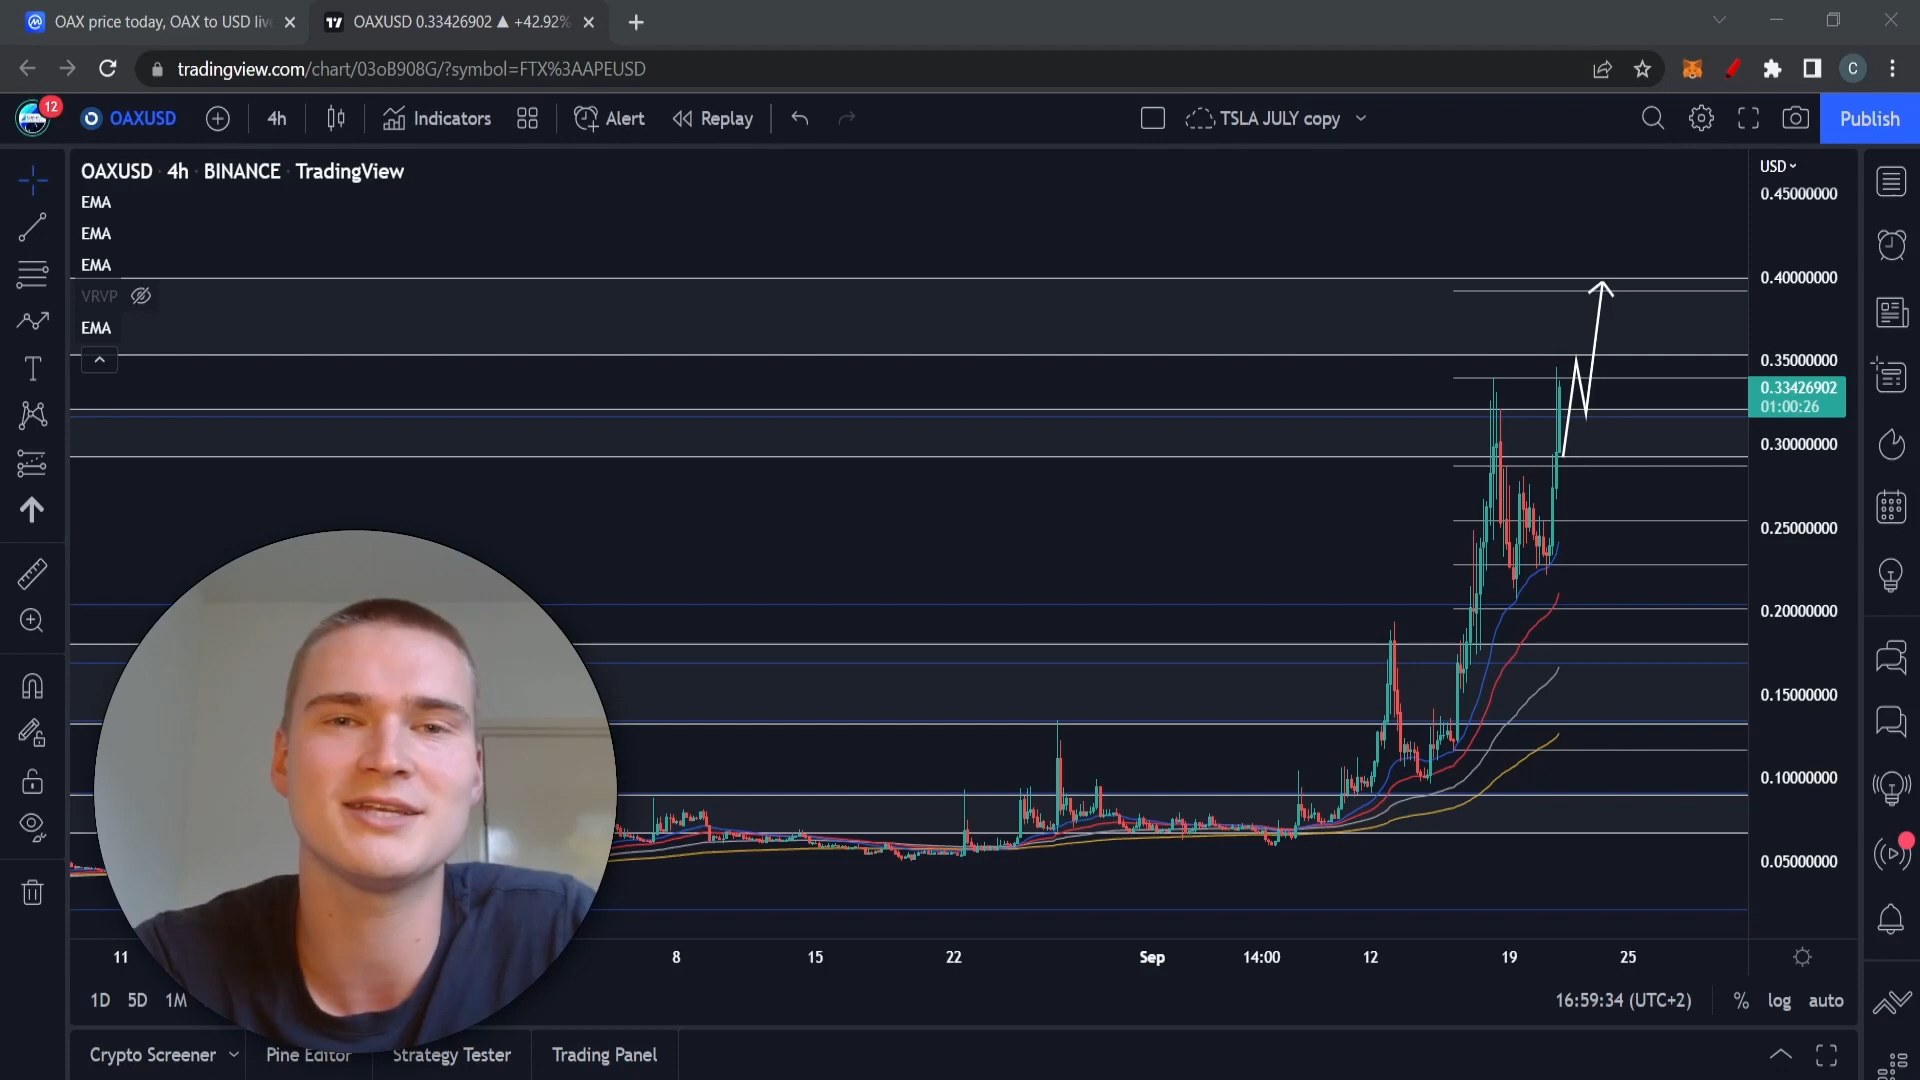 OAX price today, OAX to USD live
OAXUSD 0.33426902 ▲ +42.92%
tradingview.com/chart/03oB908G/?symbol=FTX%3AAPEUSD
C
12
OAXUSD
4h
Indicators
Alert
Replay
TSLA JULY copy
Publish
OAXUSD · 4h · BINANCE · TradingView
EMA
EMA
EMA
VRVP
EMA
USD
0.45000000
0.40000000
0.35000000
0.33426902
01:00:26
0.30000000
0.25000000
0.20000000
0.15000000
0.10000000
0.05000000
11
8
15
22
Sep
14:00
12
19
25
1D 5D 1M
16:59:34 (UTC+2)
% log auto
Crypto Screener
Pine Editor
Strategy Tester
Trading Panel